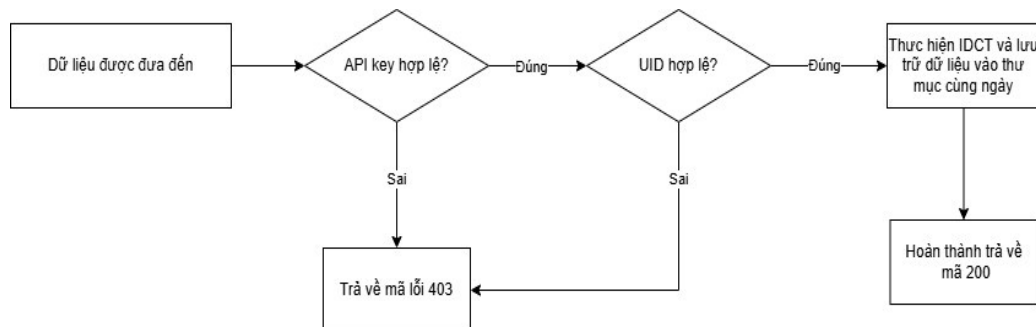 Dữ liệu được đưa đến
API key hợp lệ?
Đúng
UID hợp lệ?
Đúng
Thực hiện IDCT và lưu
trữ dữ liệu vào thư
mục cùng ngày
Sai
Sai
Trả về mã lỗi 403
Hoàn thành trả về
mã 200